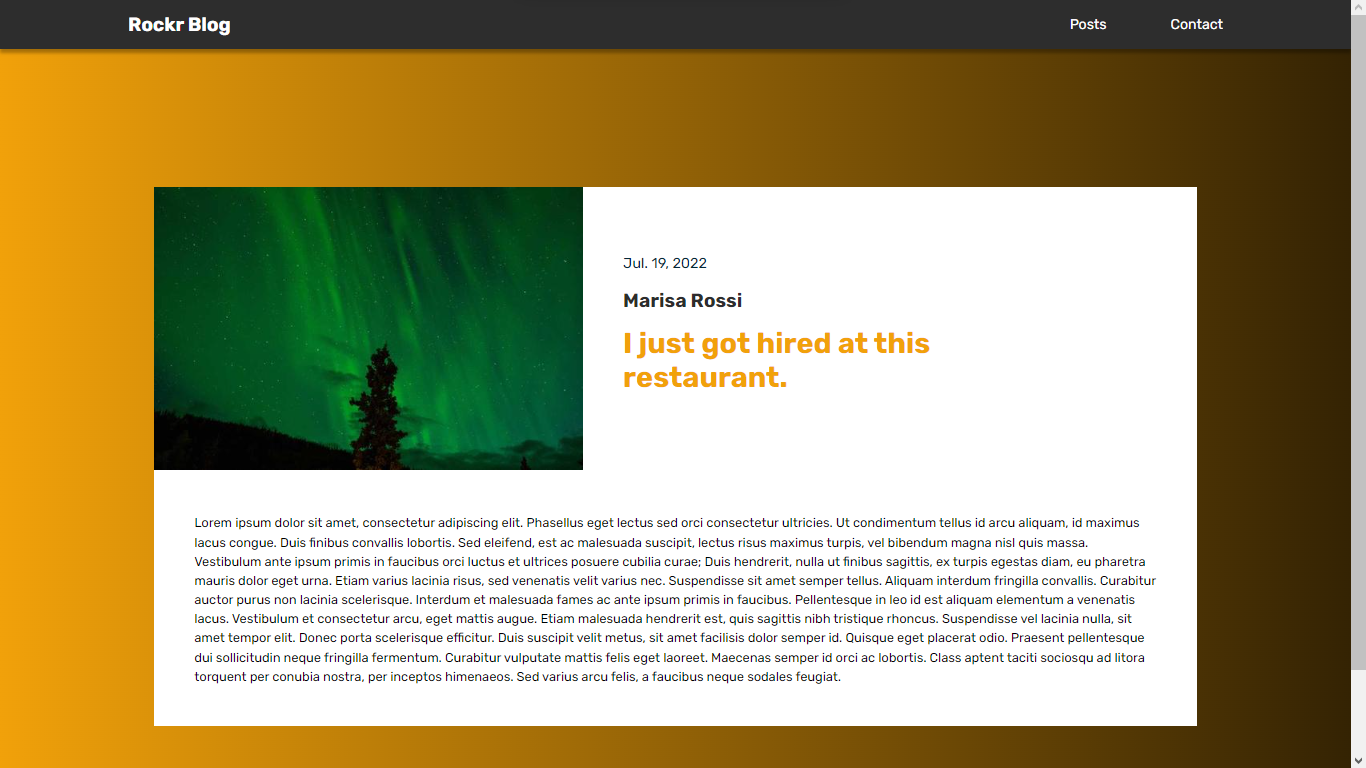 Rockr Blog
Posts
Contact
Jul. 19, 2022
Marisa Rossi
I just got hired at this
restaurant.
Lorem ipsum dolor sit amet, consectetur adipiscing elit. Phasellus eget lectus sed orci consectetur ultricies. Ut condimentum tellus id arcu aliquam, id maximus
lacus congue. Duis finibus convallis lobortis. Sed eleifend, est ac malesuada suscipit, lectus risus maximus turpis, vel bibendum magna nisl quis massa.
Vestibulum ante ipsum primis in faucibus orci luctus et ultrices posuere cubilia curae; Duis hendrerit, nulla ut finibus sagittis, ex turpis egestas diam, eu pharetra
mauris dolor eget urna. Etiam varius lacinia risus, sed venenatis velit varius nec. Suspendisse sit amet semper tellus. Aliquam interdum fringilla convallis. Curabitur
auctor purus non lacinia scelerisque. Interdum et malesuada fames ac ante ipsum primis in faucibus. Pellentesque in leo id est aliquam elementum a venenatis
lacus. Vestibulum et consectetur arcu, eget mattis augue. Etiam malesuada hendrerit est, quis sagittis nibh tristique rhoncus. Suspendisse vel lacinia nulla, sit
amet tempor elit. Donec porta scelerisque efficitur. Duis suscipit velit metus, sit amet facilisis dolor semper id. Quisque eget placerat odio. Praesent pellentesque
dui sollicitudin neque fringilla fermentum. Curabitur vulputate mattis felis eget laoreet. Maecenas semper id orci ac lobortis. Class aptent taciti sociosqu ad litora
torquent per conubia nostra, per inceptos himenaeos. Sed varius arcu felis, a faucibus neque sodales feugiat.